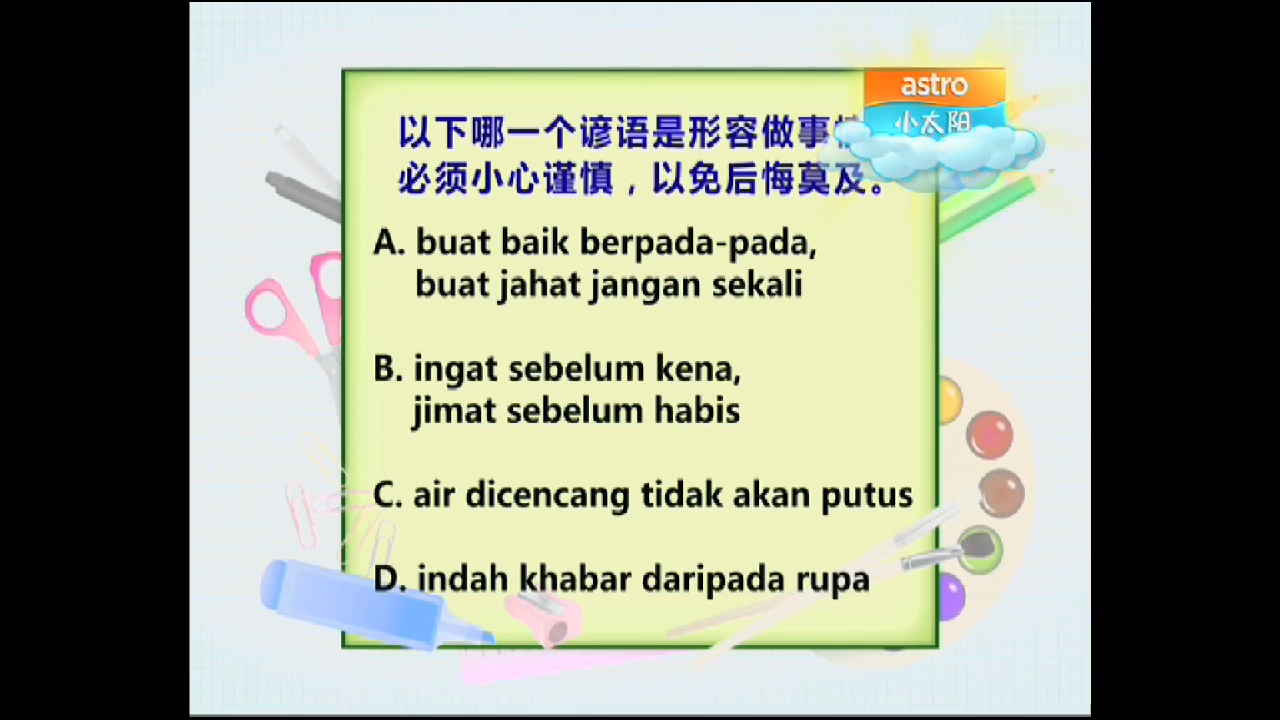 astro
小太阳
以下哪一个谚语是形容做事
必须小心谨慎，以免后悔莫及。
A. buat baik berpada-pada,
buat jahat jangan sekali
B. ingat sebelum kena,
jimat sebelum habis
C. air dicencang tidak akan putus
D. indah khabar daripada rupa